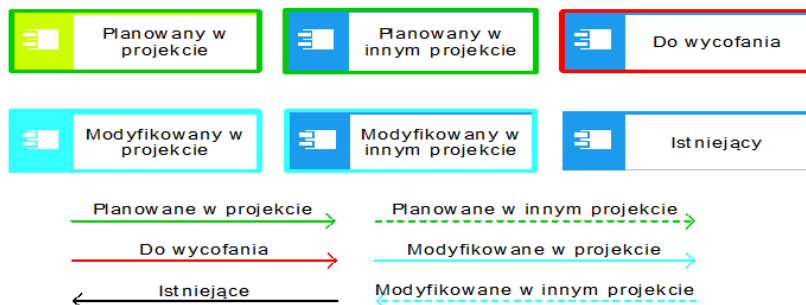 Planowany w
projekcie
Planowany w
innym projekcie
Do wycofania
Modyfikowany w
projekcie
Modyfikowany w
innym projekcie
Istniejący
Planowane w projekcie
Planowane w innym projekcie
Do wycofania
Modyfikowane w projekcie
Istniejące
Modyfikowane w innym projekcie